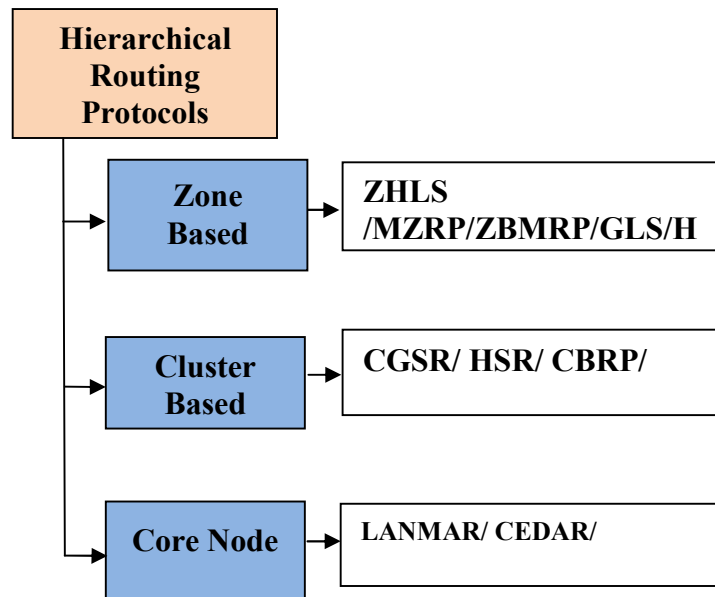 Hierarchical
Routing
Protocols
Zone
Based
ZHLS
/MZRP/ZBMRP/GLS/H
Cluster
Based
CGSR/ HSR/ CBRP/
Core Node
LANMAR/ CEDAR/